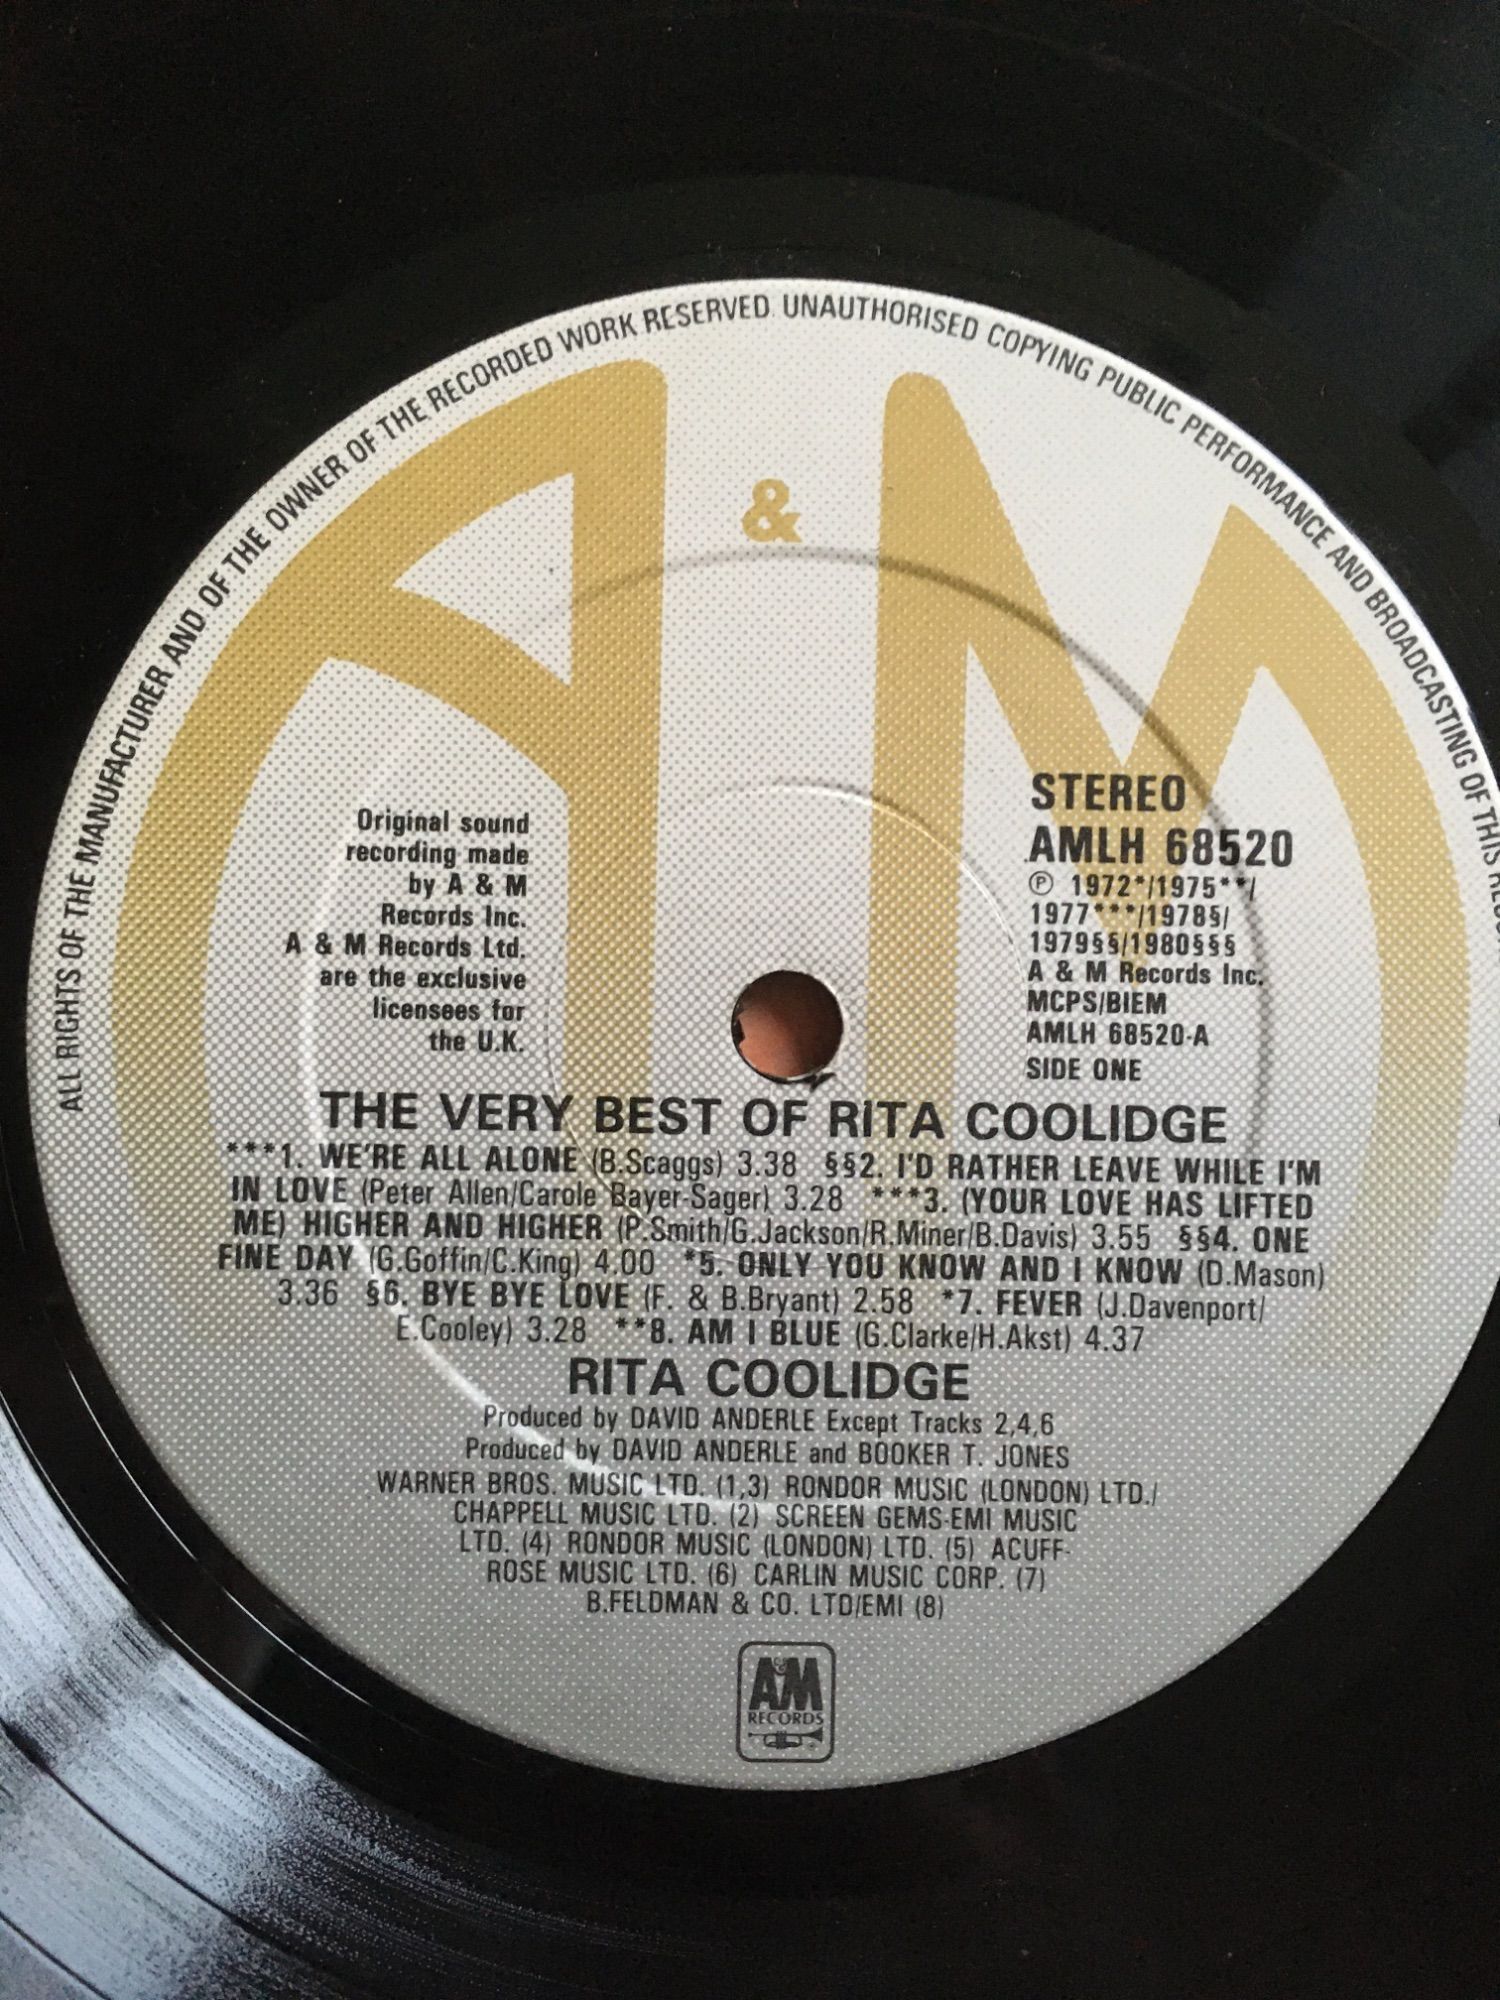 ALL RIGHTS OF THE MANUFACTURER AND OF THE OWNER OF THE RECORDED WORK RESERVED. UNAUTHORISED COPYING PUBLIC PERFORMANCE AND BROADCASTING OF THIS
A & M
Original sound
recording made
by A & M
Records Inc.
A & M Records Ltd.
are the exclusive
licensees for
the U.K.
STEREO
AMLH 68520
Ⓟ 1972*/1975**/
1977***/1978§/
1979§§/1980§§§
A & M Records Inc.
MCPS/BIEM
AMLH 68520-A
SIDE ONE
THE VERY BEST OF RITA COOLIDGE
***1. WE'RE ALL ALONE (B.Scaggs) 3.38 §§2. I'D RATHER LEAVE WHILE I'M
IN LOVE (Peter Allen/Carole Bayer-Sager) 3.28 ***3. (YOUR LOVE HAS LIFTED
ME) HIGHER AND HIGHER (P.Smith/G.Jackson/R.Miner/B.Davis) 3.55 §§4. ONE
FINE DAY (G.Goffin/C.King) 4.00 *5. ONLY YOU KNOW AND I KNOW (D.Mason)
3.36 §6. BYE BYE LOVE (F. & B.Bryant) 2.58 *7. FEVER (J.Davenport/
E.Cooley) 3.28 **8. AM I BLUE (G.Clarke/H.Akst) 4.37
RITA COOLIDGE
Produced by DAVID ANDERLE Except Tracks 2,4,6
Produced by DAVID ANDERLE and BOOKER T. JONES
WARNER BROS. MUSIC LTD. (1,3) RONDOR MUSIC (LONDON) LTD./
CHAPPELL MUSIC LTD. (2) SCREEN GEMS-EMI MUSIC
LTD. (4) RONDOR MUSIC (LONDON) LTD. (5) ACUFF-
ROSE MUSIC LTD. (6) CARLIN MUSIC CORP. (7)
B.FELDMAN & CO. LTD/EMI (8)
A&M
RECORDS